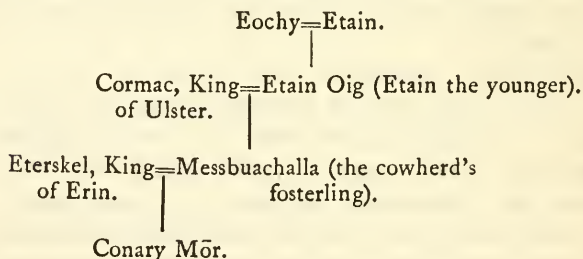 Eochy=Etain.
Cormac, King=Etain Oig (Etain the younger).
of Ulster.
Eterskel, King=Messbuachalla (the cowherd's
of Erin. fosterling).
Conary Mōr.